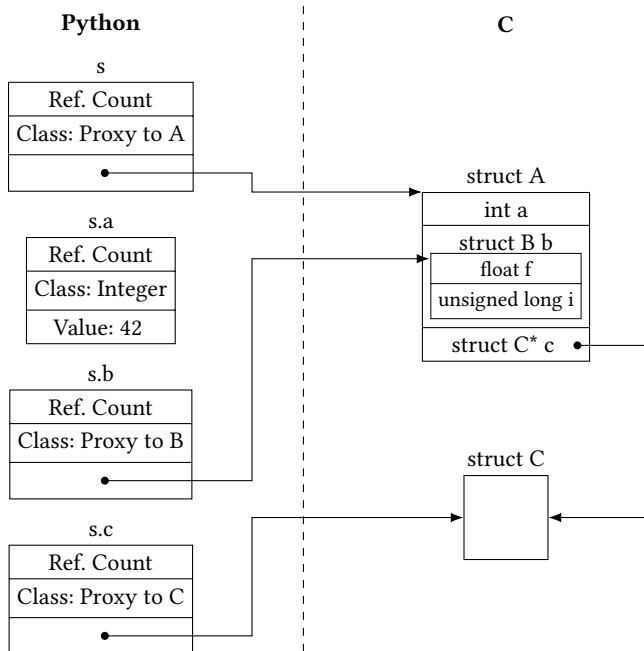 Python
s
Ref. Count
Class: Proxy to A
s.a
Ref. Count
Class: Integer
Value: 42
s.b
Ref. Count
Class: Proxy to B
s.c
Ref. Count
Class: Proxy to C
C
struct A
int a
struct B b
float f
unsigned long i
struct C* c
struct C